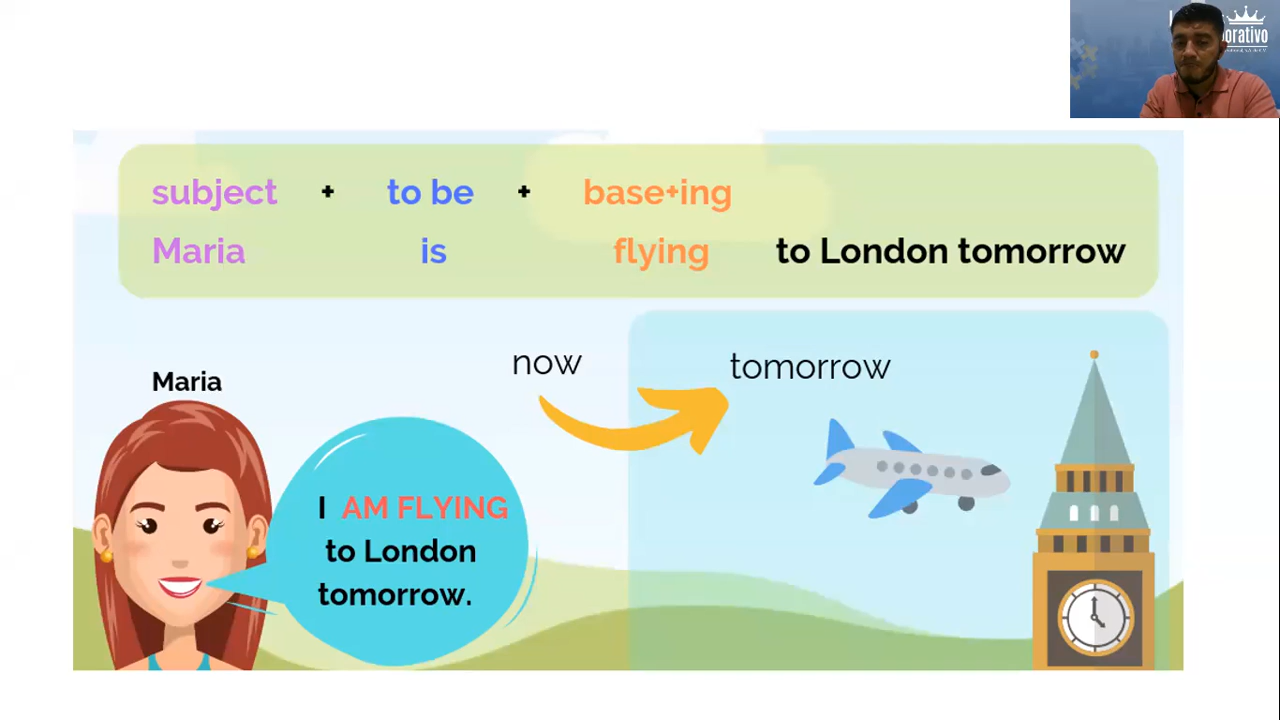 subject + to be + base+ing
Maria is flying to London tomorrow
now
tomorrow
Maria
I AM FLYING
to London
tomorrow.